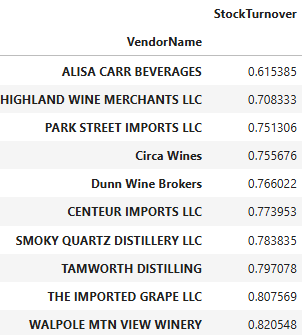 StockTurnover
VendorName
ALISA CARR BEVERAGES 0.615385
HIGHLAND WINE MERCHANTS LLC 0.708333
PARK STREET IMPORTS LLC 0.751306
Circa Wines 0.755676
Dunn Wine Brokers 0.766022
CENTEUR IMPORTS LLC 0.773953
SMOKY QUARTZ DISTILLERY LLC 0.783835
TAMWORTH DISTILLING 0.797078
THE IMPORTED GRAPE LLC 0.807569
WALPOLE MTN VIEW WINERY 0.820548